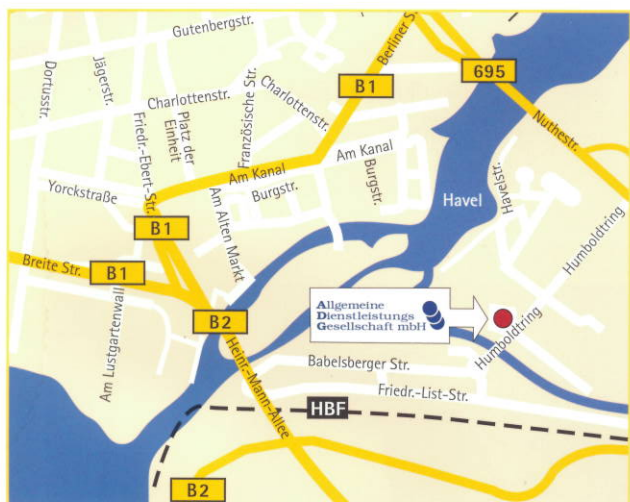 Gutenbergstr.
Berliner S
695
B1
Dortusstr.
Jägerstr.
Charlottenstr.
Französische Str.
Charlottenstr.
Nuthestr.
Friedr.-Ebert-Str.
Platz der
Einheit
Am Kanal
Am Kanal
Burgstr.
Burgstr.
Yorckstraße
Havel
Havelstr.
Am Alten Markt
B1
Humboldtring
Breite Str.
B1
Allgemeine
Dienstleistungs
Gesellschaft mbH
B2
Am Lustgartenwall
Heinr.-Mann-Allee
Humboldtring
Babelsberger Str.
Friedr.-List-Str.
HBF
B2